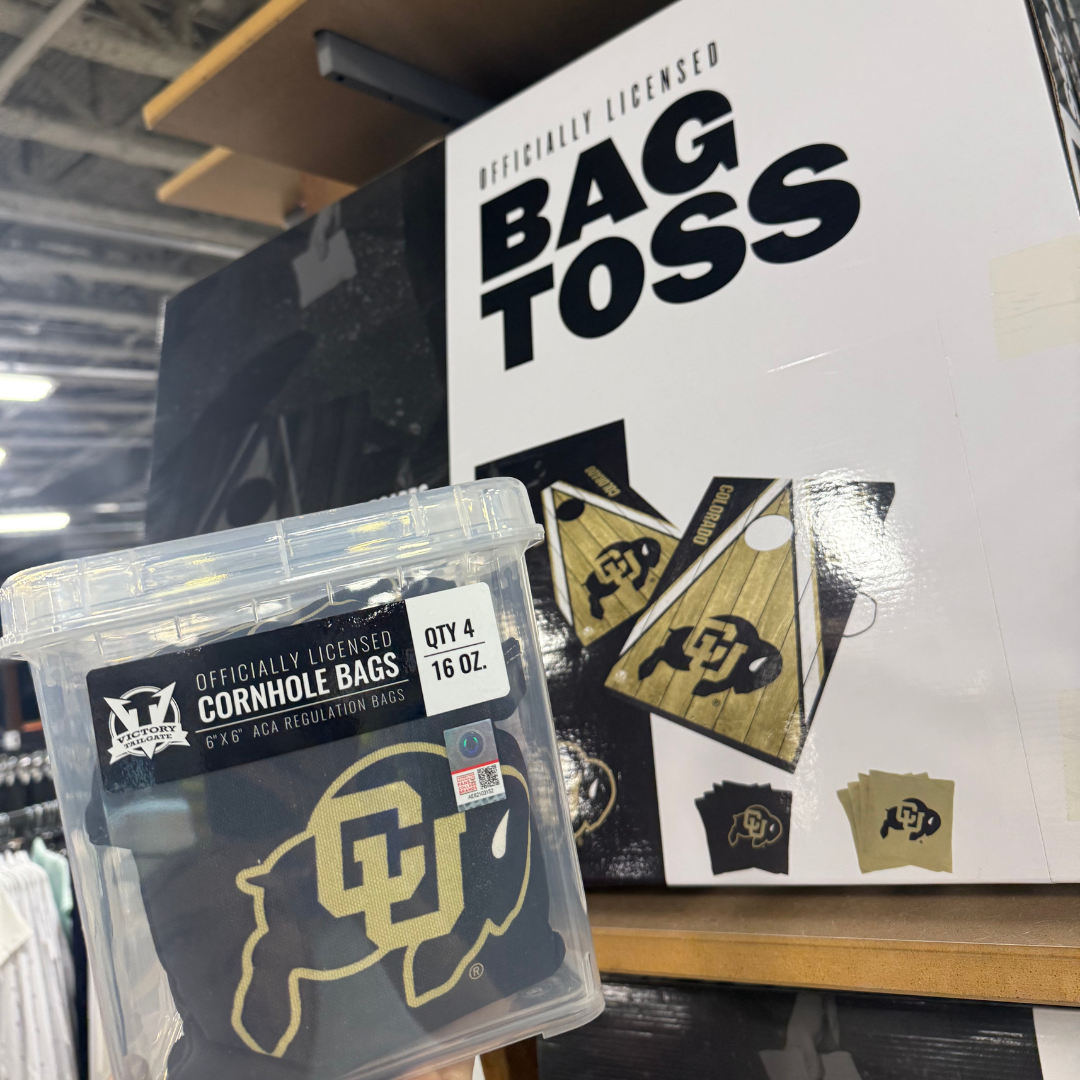 OFFICIALLY LICENSED
BAG
TOSS
COLORADO
COLORADO
CU
CU
CU
CU
®
OFFICIALLY LICENSED
CORNHOLE BAGS
6"X6" ACA REGULATION BAGS
QTY 4
16 OZ.
VICTORY
TAILGATE
CU
®